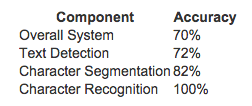 Component Accuracy
Overall System 70%
Text Detection 72%
Character Segmentation 82%
Character Recognition 100%